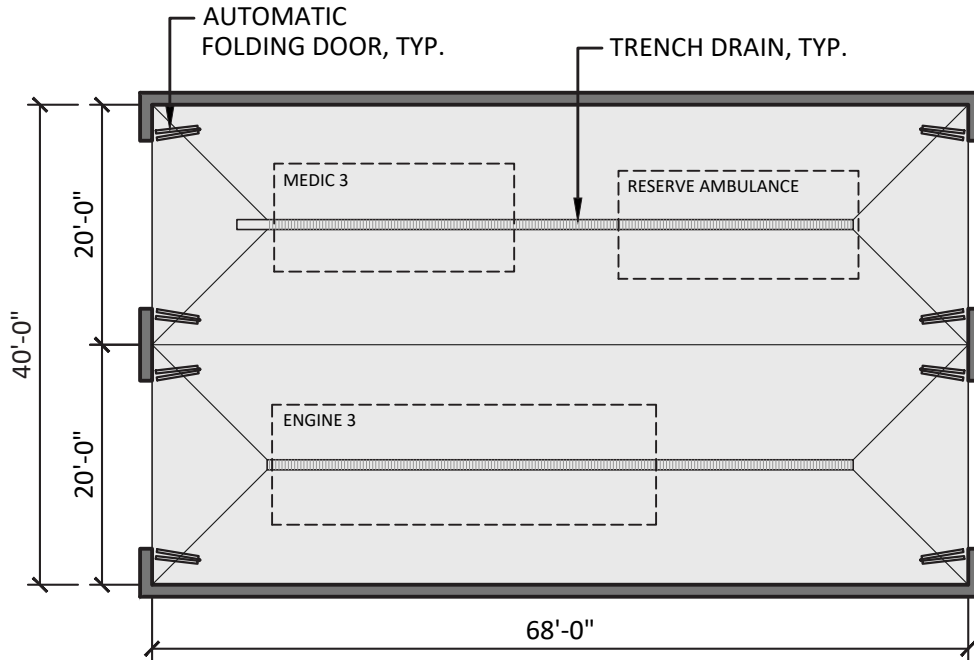 AUTOMATIC
FOLDING DOOR, TYP.
TRENCH DRAIN, TYP.
MEDIC 3
RESERVE AMBULANCE
20'-0"
40'-0"
ENGINE 3
20'-0"
68'-0"